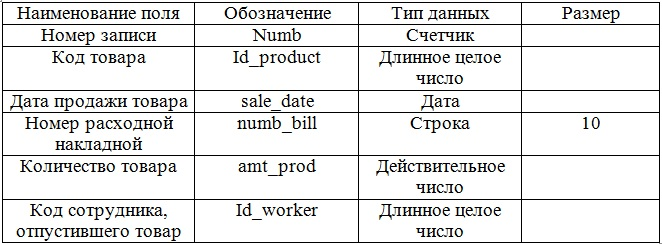 Наименование поля Обозначение Тип данных Размер
Номер записи Numb Счетчик
Код товара Id_product Длинное целое
число
Дата продажи товара sale_date Дата
Номер расходной numb_bill Строка 10
накладной
Количество товара amt_prod Действительное
число
Код сотрудника, Id_worker Длинное целое
отпустившего товар число